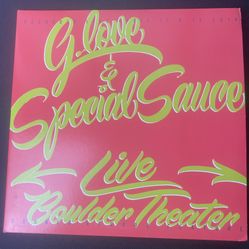 G. Love
& 
Special Sauce
Live
Boulder Theater